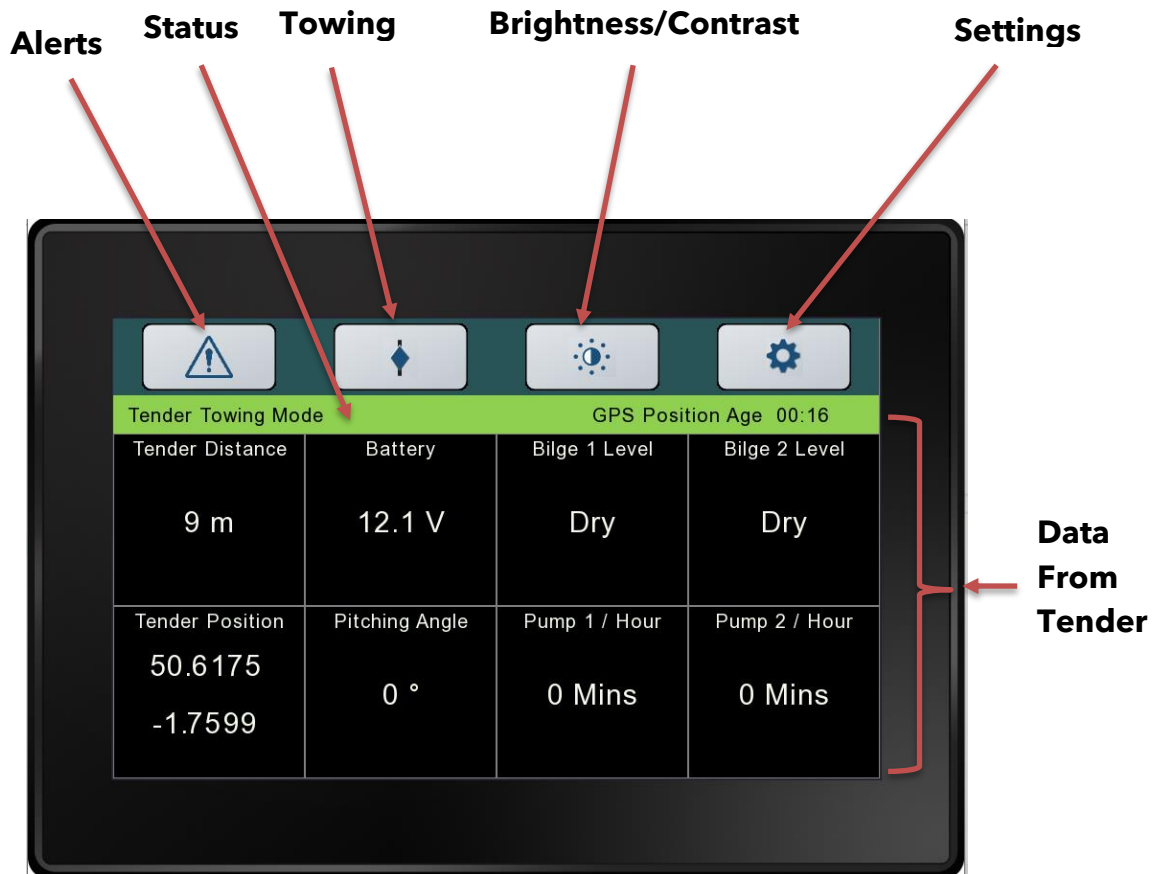 Alerts
Status
Towing
Brightness/Contrast
Settings
Tender Towing Mode
GPS Position Age 00:16
Tender Distance
Battery
Bilge 1 Level
Bilge 2 Level
9 m
12.1 V
Dry
Dry
Tender Position
Pitching Angle
Pump 1 / Hour
Pump 2 / Hour
50.6175
-1.7599
0 °
0 Mins
0 Mins
Data
From
Tender